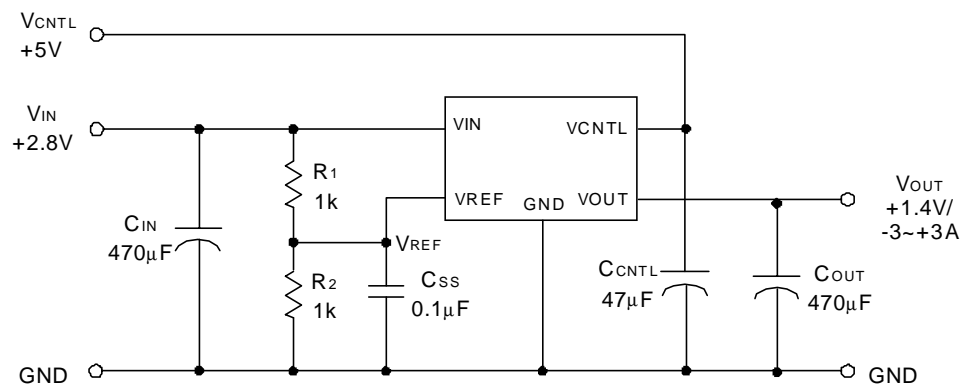 VCNTL
+5V
VIN
+2.8V
VIN
VCNTL
VREF
GND
VOUT
R1
1k
VREF
R2
1k
CIN
470μF
CSS
0.1μF
CCNTL
47μF
COUT
470μF
VOUT
+1.4V/
-3~+3A
GND
GND